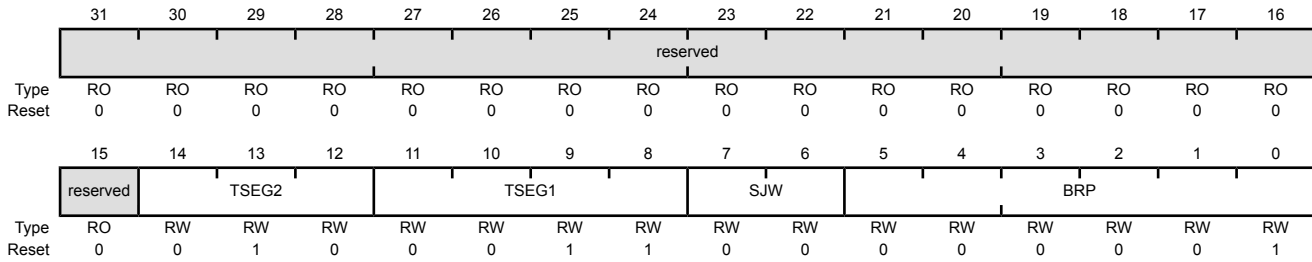 31 30 29 28 27 26 25 24 23 22 21 20 19 18 17 16
reserved
Type RO RO RO RO RO RO RO RO RO RO RO RO RO RO RO RO
Reset 0 0 0 0 0 0 0 0 0 0 0 0 0 0 0 0
15 14 13 12 11 10 9 8 7 6 5 4 3 2 1 0
reserved TSEG2 TSEG1 SJW BRP
Type RO RW RW RW RW RW RW RW RW RW RW RW RW RW RW RW
Reset 0 0 1 0 0 0 1 1 0 0 0 0 0 0 0 1